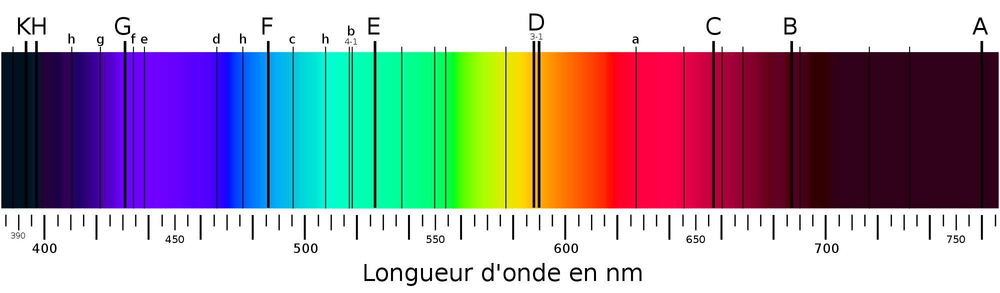 K H G F E D C B A
h g f e d h c h b a
4-1 3-1
390 450 550 650 750
400 500 600 700
Longueur d'onde en nm